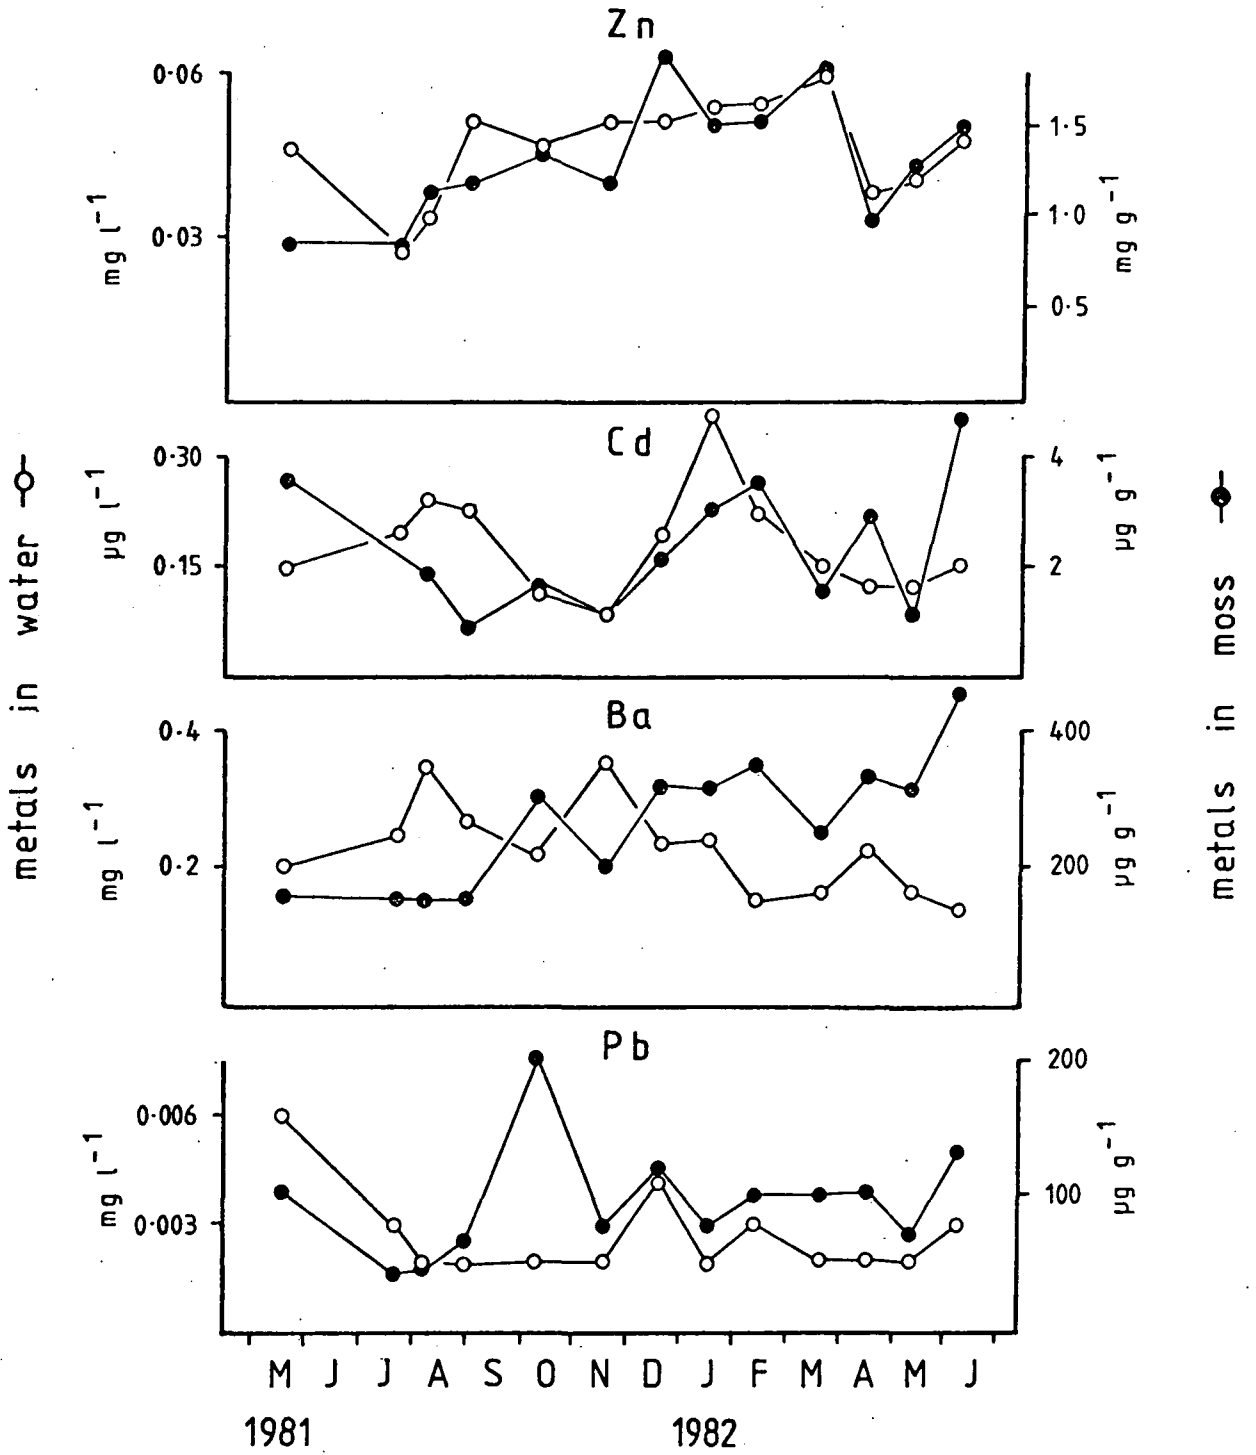 Zn
0·06
0·03
mg l⁻¹
1·5
1·0
0·5
mg g⁻¹
Cd
0·30
0·15
µg l⁻¹
4
2
µg g⁻¹
metals in water
metals in moss
Ba
0·4
0·2
mg l⁻¹
400
200
µg g⁻¹
Pb
0·006
0·003
mg l⁻¹
200
100
µg g⁻¹
M J J A S O N D J F M A M J
1981 1982